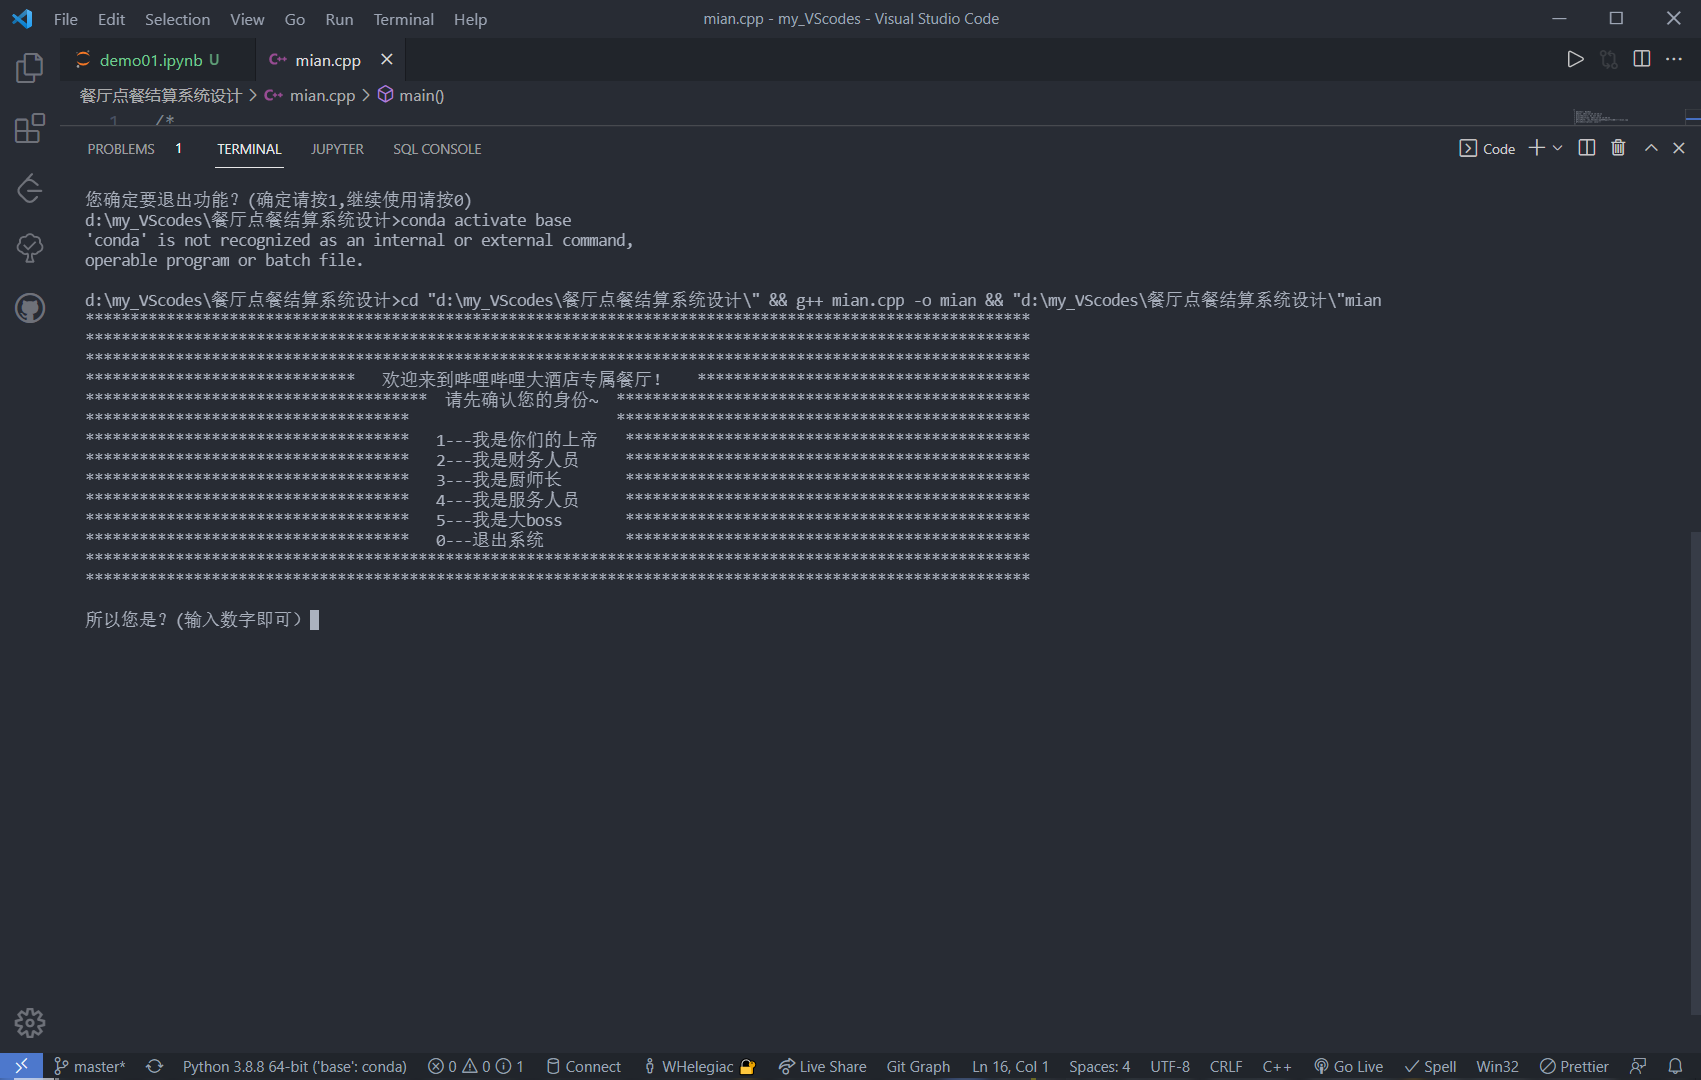 File Edit Selection View Go Run Terminal Help mian.cpp - my_VScodes - Visual Studio Code
demo01.ipynb U C++ mian.cpp
餐厅点餐结算系统设计 > C++ mian.cpp > main()
1 /*
PROBLEMS 1 TERMINAL JUPYTER SQL CONSOLE Code
您确定要退出功能? (确定请按1,继续使用请按0)
d:\my_VScodes\餐厅点餐结算系统设计>conda activate base
'conda' is not recognized as an internal or external command,
operable program or batch file.
d:\my_VScodes\餐厅点餐结算系统设计>cd "d:\my_VScodes\餐厅点餐结算系统设计\" && g++ mian.cpp -o mian && "d:\my_VScodes\餐厅点餐结算系统设计\"mian
*********************************************************************************************************
*********************************************************************************************************
*********************************************************************************************************
******************************   欢迎来到哔哩哔哩大酒店专属餐厅!    *************************************
**************************************  请先确认您的身份~  **********************************************
************************************                       **********************************************
************************************   1---我是你们的上帝   *********************************************
************************************   2---我是财务人员     *********************************************
************************************   3---我是厨师长       *********************************************
************************************   4---我是服务人员     *********************************************
************************************   5---我是大boss       *********************************************
************************************   0---退出系统         *********************************************
*********************************************************************************************************
*********************************************************************************************************
所以您是? (输入数字即可）
master* Python 3.8.8 64-bit ('base': conda) 0 0 1 Connect WHelegiac Live Share Git Graph Ln 16, Col 1 Spaces: 4 UTF-8 CRLF C++ Go Live Spell Win32 Prettier